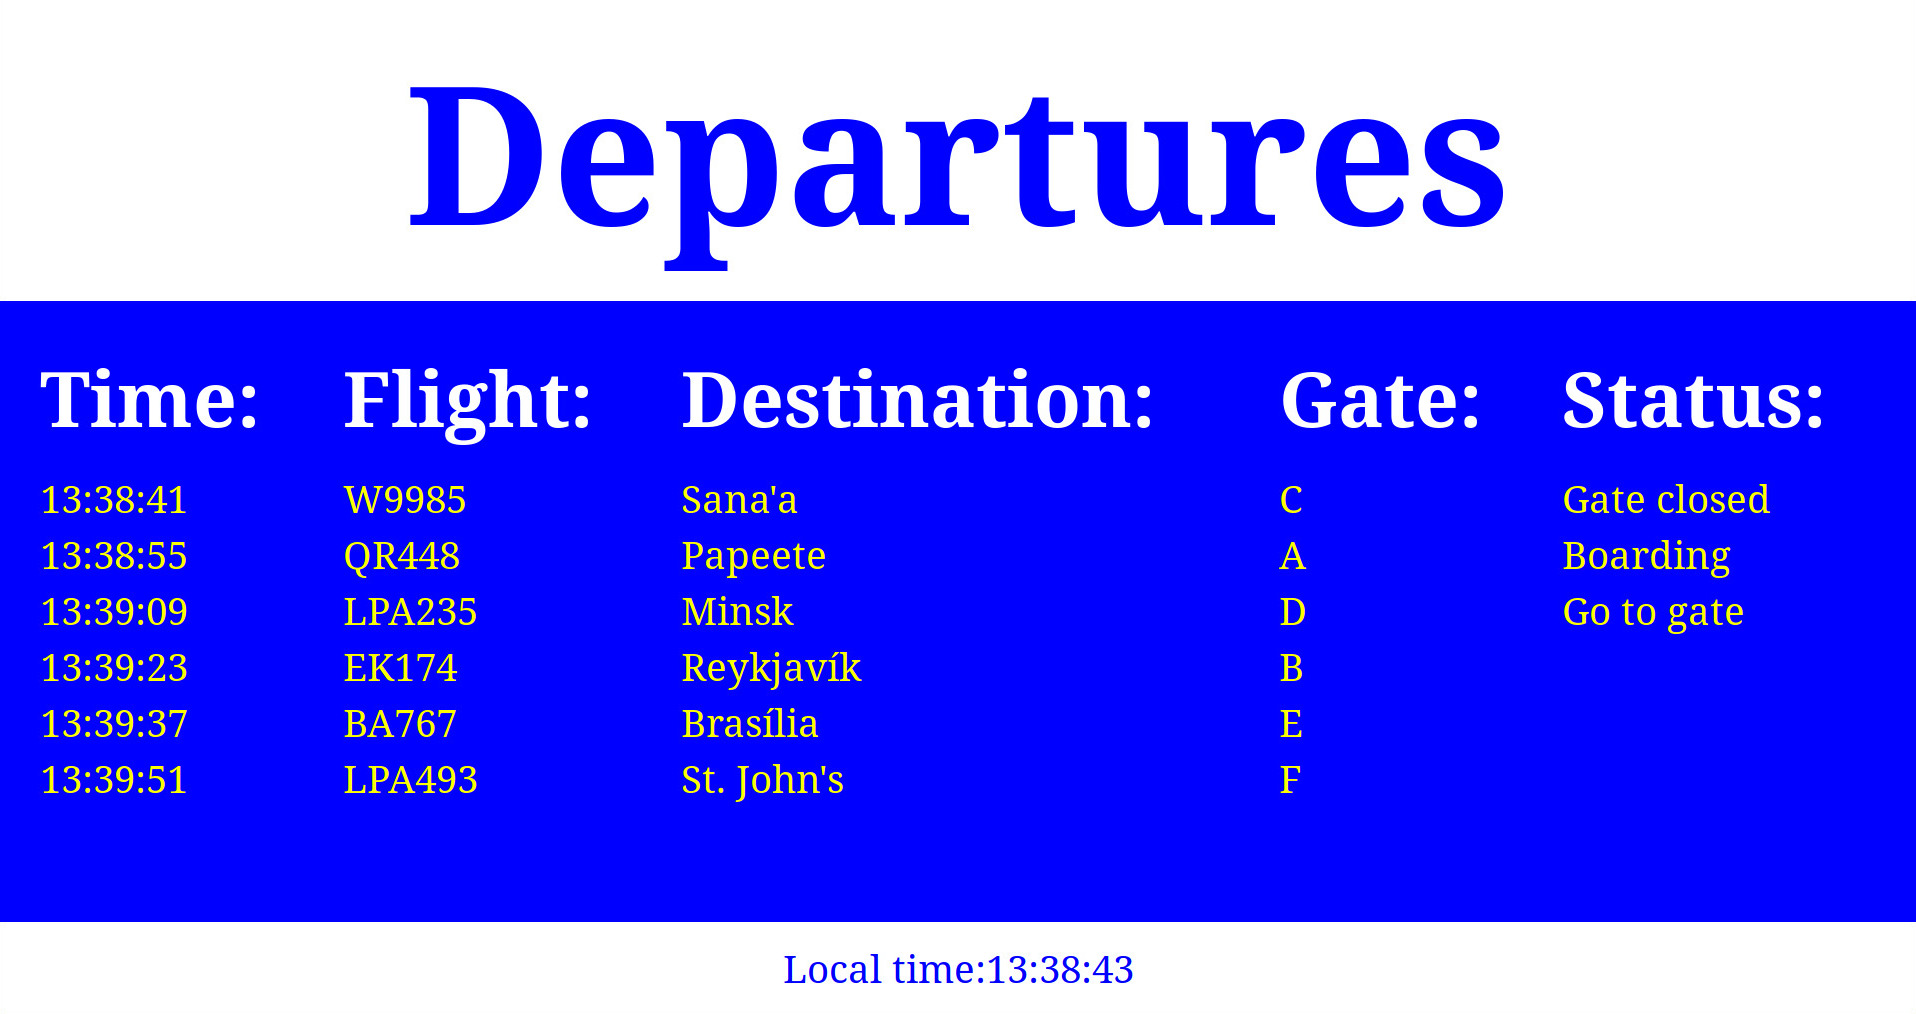 Departures
Time: Flight: Destination: Gate: Status:
13:38:41 W9985 Sana'a C Gate closed
13:38:55 QR448 Papeete A Boarding
13:39:09 LPA235 Minsk D Go to gate
13:39:23 EK174 Reykjavík B
13:39:37 BA767 Brasília E
13:39:51 LPA493 St. John's F
Local time:13:38:43